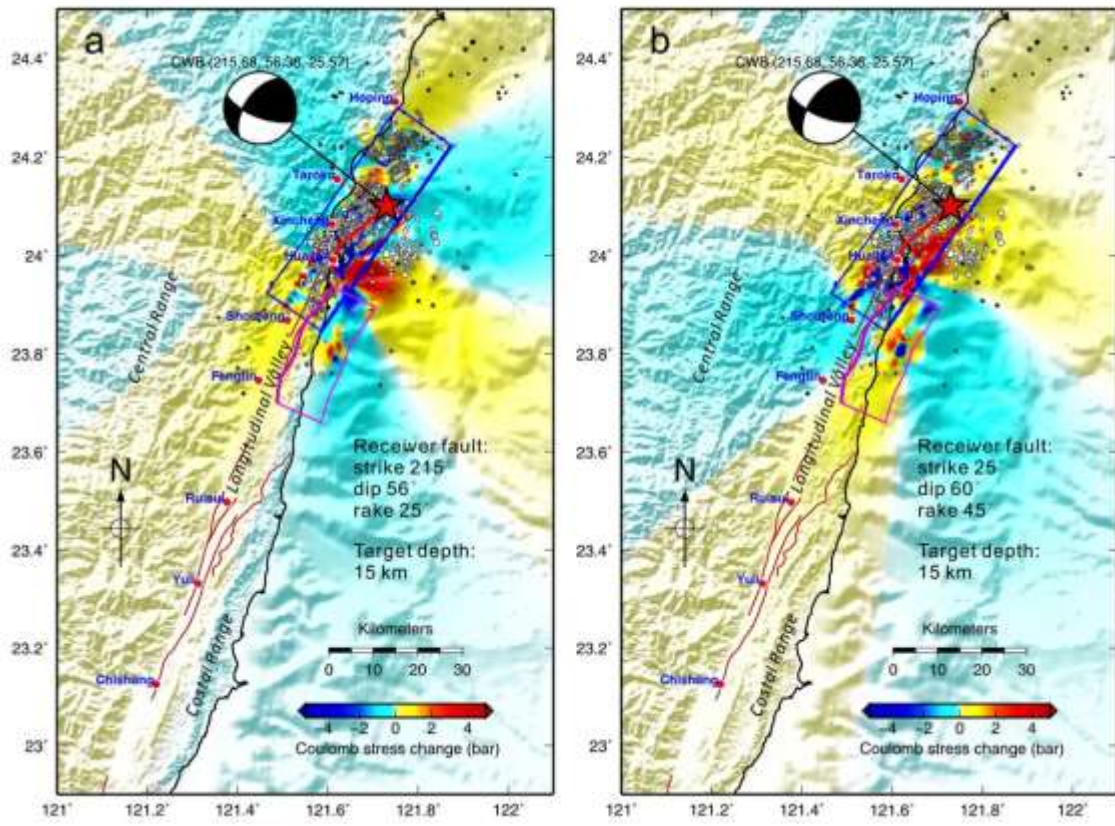 a
CWB (215.68, 56.38, 25.57)
Hoping
Taroko
Xincheng
Shoufeng
Fenglin
Central Range
Longitudinal Valley
Receiver fault:
strike 215°
dip 56°
rake 25°
Target depth:
15 km
N
Ruisui
Yuli
Chishang
Costal Range
Kilometers
0 10 20 30
-4 -2 0 2 4
Coulomb stress change (bar)
24.4°
24.2°
24°
23.8°
23.6°
23.4°
23.2°
23°
121° 121.2° 121.4° 121.6° 121.8° 122°
b
CWB (215.68, 56.38, 25.57)
Hoping
Taroko
Xincheng
Shoufeng
Fenglin
Central Range
Longitudinal Valley
Receiver fault:
strike 25°
dip 60°
rake 45°
Target depth:
15 km
N
Ruisui
Yuli
Chishang
Costal Range
Kilometers
0 10 20 30
-4 -2 0 2 4
Coulomb stress change (bar)
24.4°
24.2°
24°
23.8°
23.6°
23.4°
23.2°
23°
121° 121.2° 121.4° 121.6° 121.8° 122°